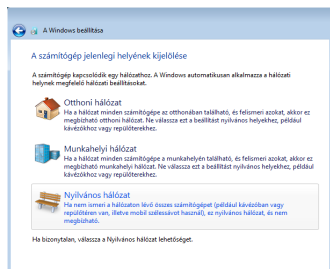 A Windows beállítása
A számítógép jelenlegi helyének kijelölése
A számítógép kapcsolódik egy hálózathoz. A Windows automatikusan alkalmazza a hálózati
helynek megfelelő hálózati beállításokat.
Otthoni hálózat
Ha a hálózat minden számítógépe az otthonában található, és felismeri azokat, akkor ez
megbízható otthoni hálózat. Ne válassza ezt a beállítást nyilvános helyekhez, például
kávézókhoz vagy repülőterekhez.
Munkahelyi hálózat
Ha a hálózat minden számítógépe a munkahelyén található, és felismeri azokat, akkor ez
megbízható munkahelyi hálózat. Ne válassza ezt a beállítást nyilvános helyekhez, például
kávézókhoz vagy repülőterekhez.
Nyilvános hálózat
Ha nem ismeri a hálózaton lévő összes számítógépet (például kávézóban vagy
repülőtéren van, illetve mobil szélessávot használ), ez nyilvános hálózat, és nem
megbízható.
Ha bizonytalan, válassza a Nyilvános hálózat lehetőséget.